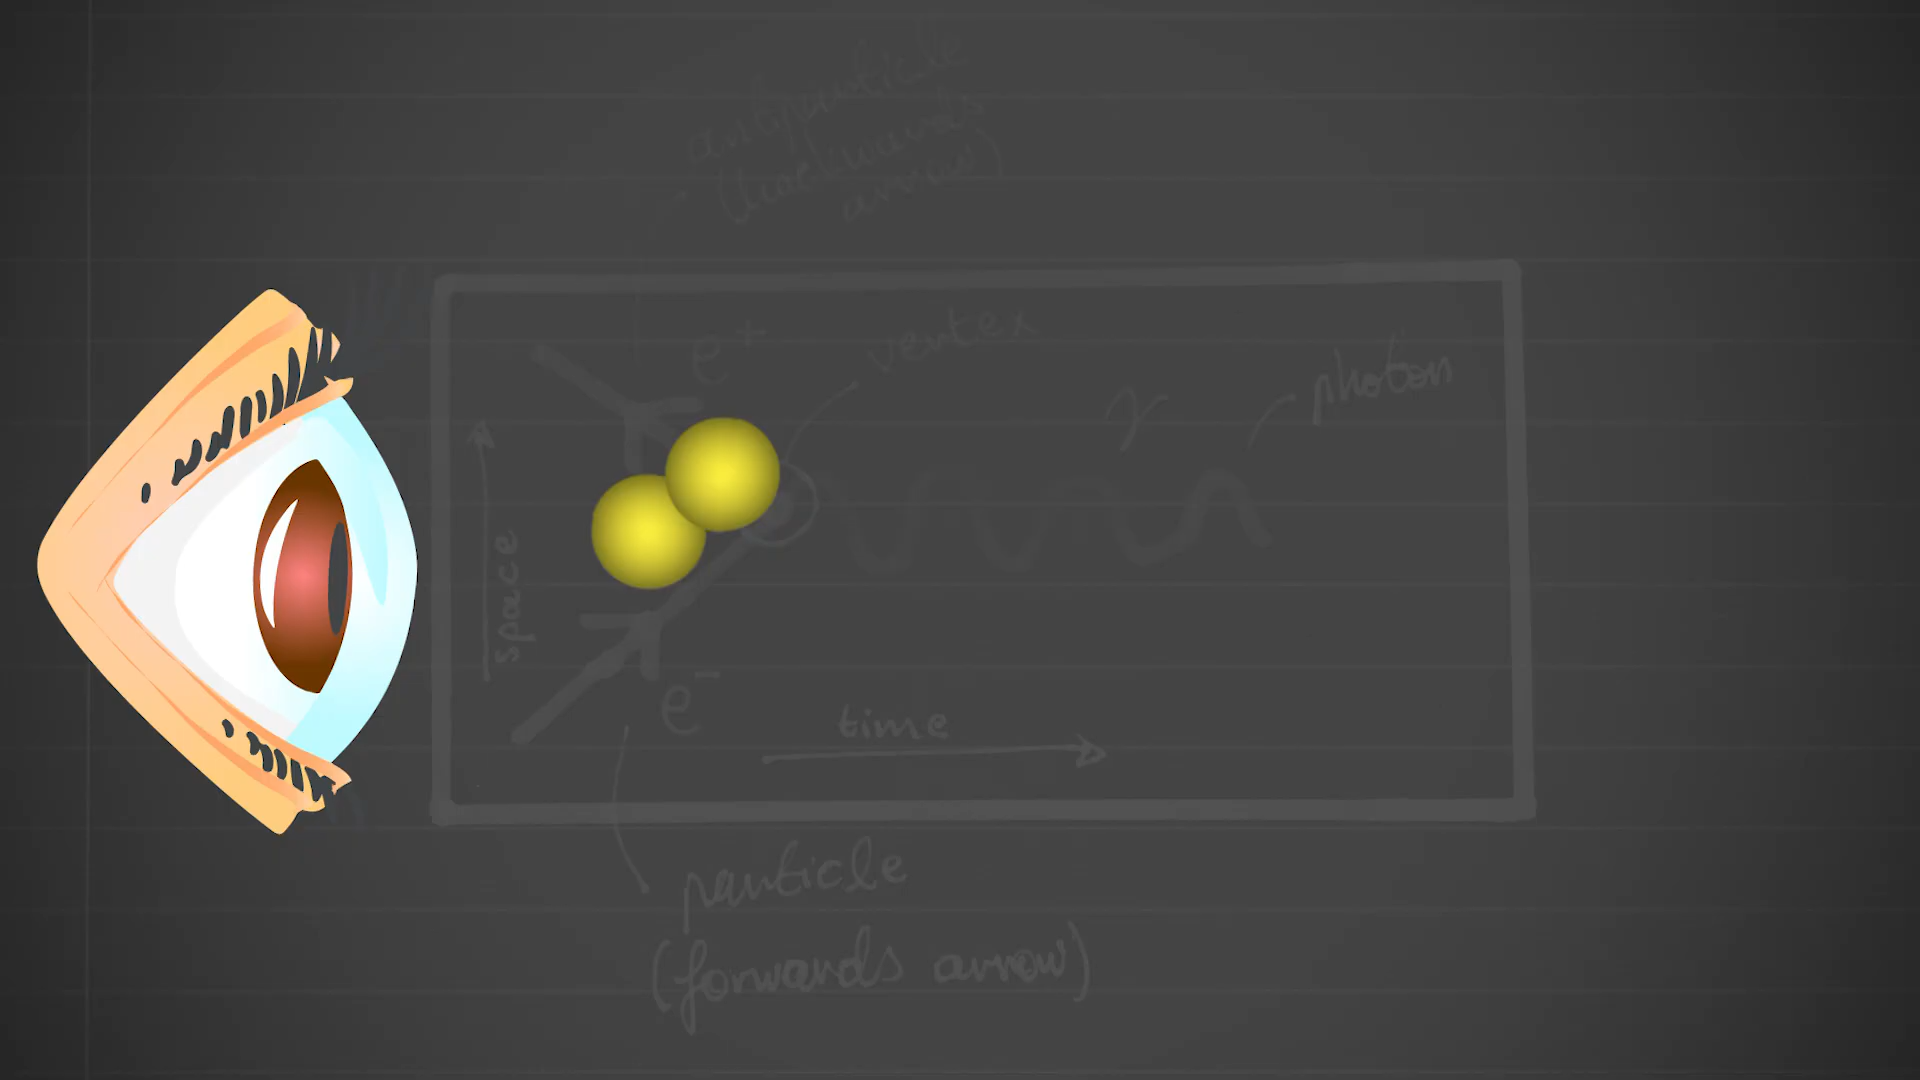 antiparticle
(backwards
arrow)
e+
vertex
γ
photon
space
e-
time
particle
(forwards arrow)